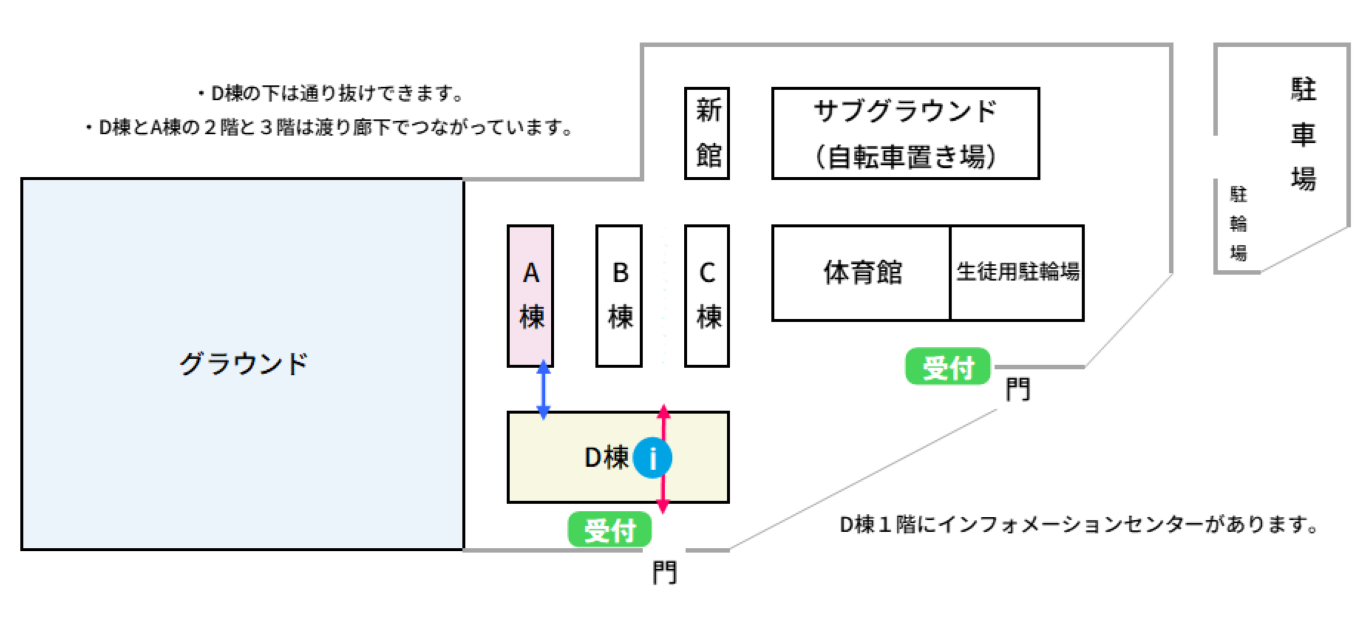 ・D棟の下は通り抜けできます。
・D棟とA棟の２階と３階は渡り廊下でつながっています。
新館
サブグラウンド
（自転車置き場）
駐車場
駐輪場
グラウンド
A棟
B棟
C棟
体育館
生徒用駐輪場
受付
門
D棟
i
受付
門
D棟１階にインフォメーションセンターがあります。